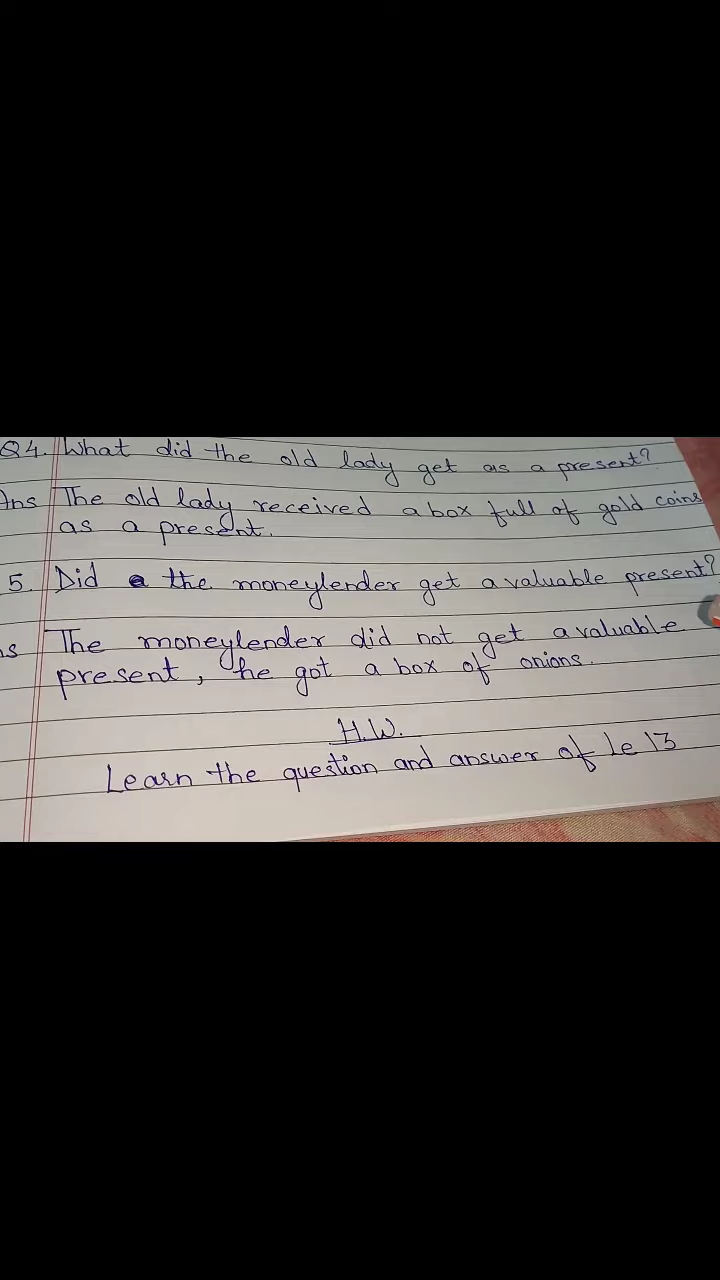 Q4. What did the old lady get as a present?
Ans The old lady received a box full of gold coins
as a present.
5. Did the moneylender get a valuable present?
ns The moneylender did not get a valuable
present, he got a box of onions.
H.W.
Learn the question and answer of le 13